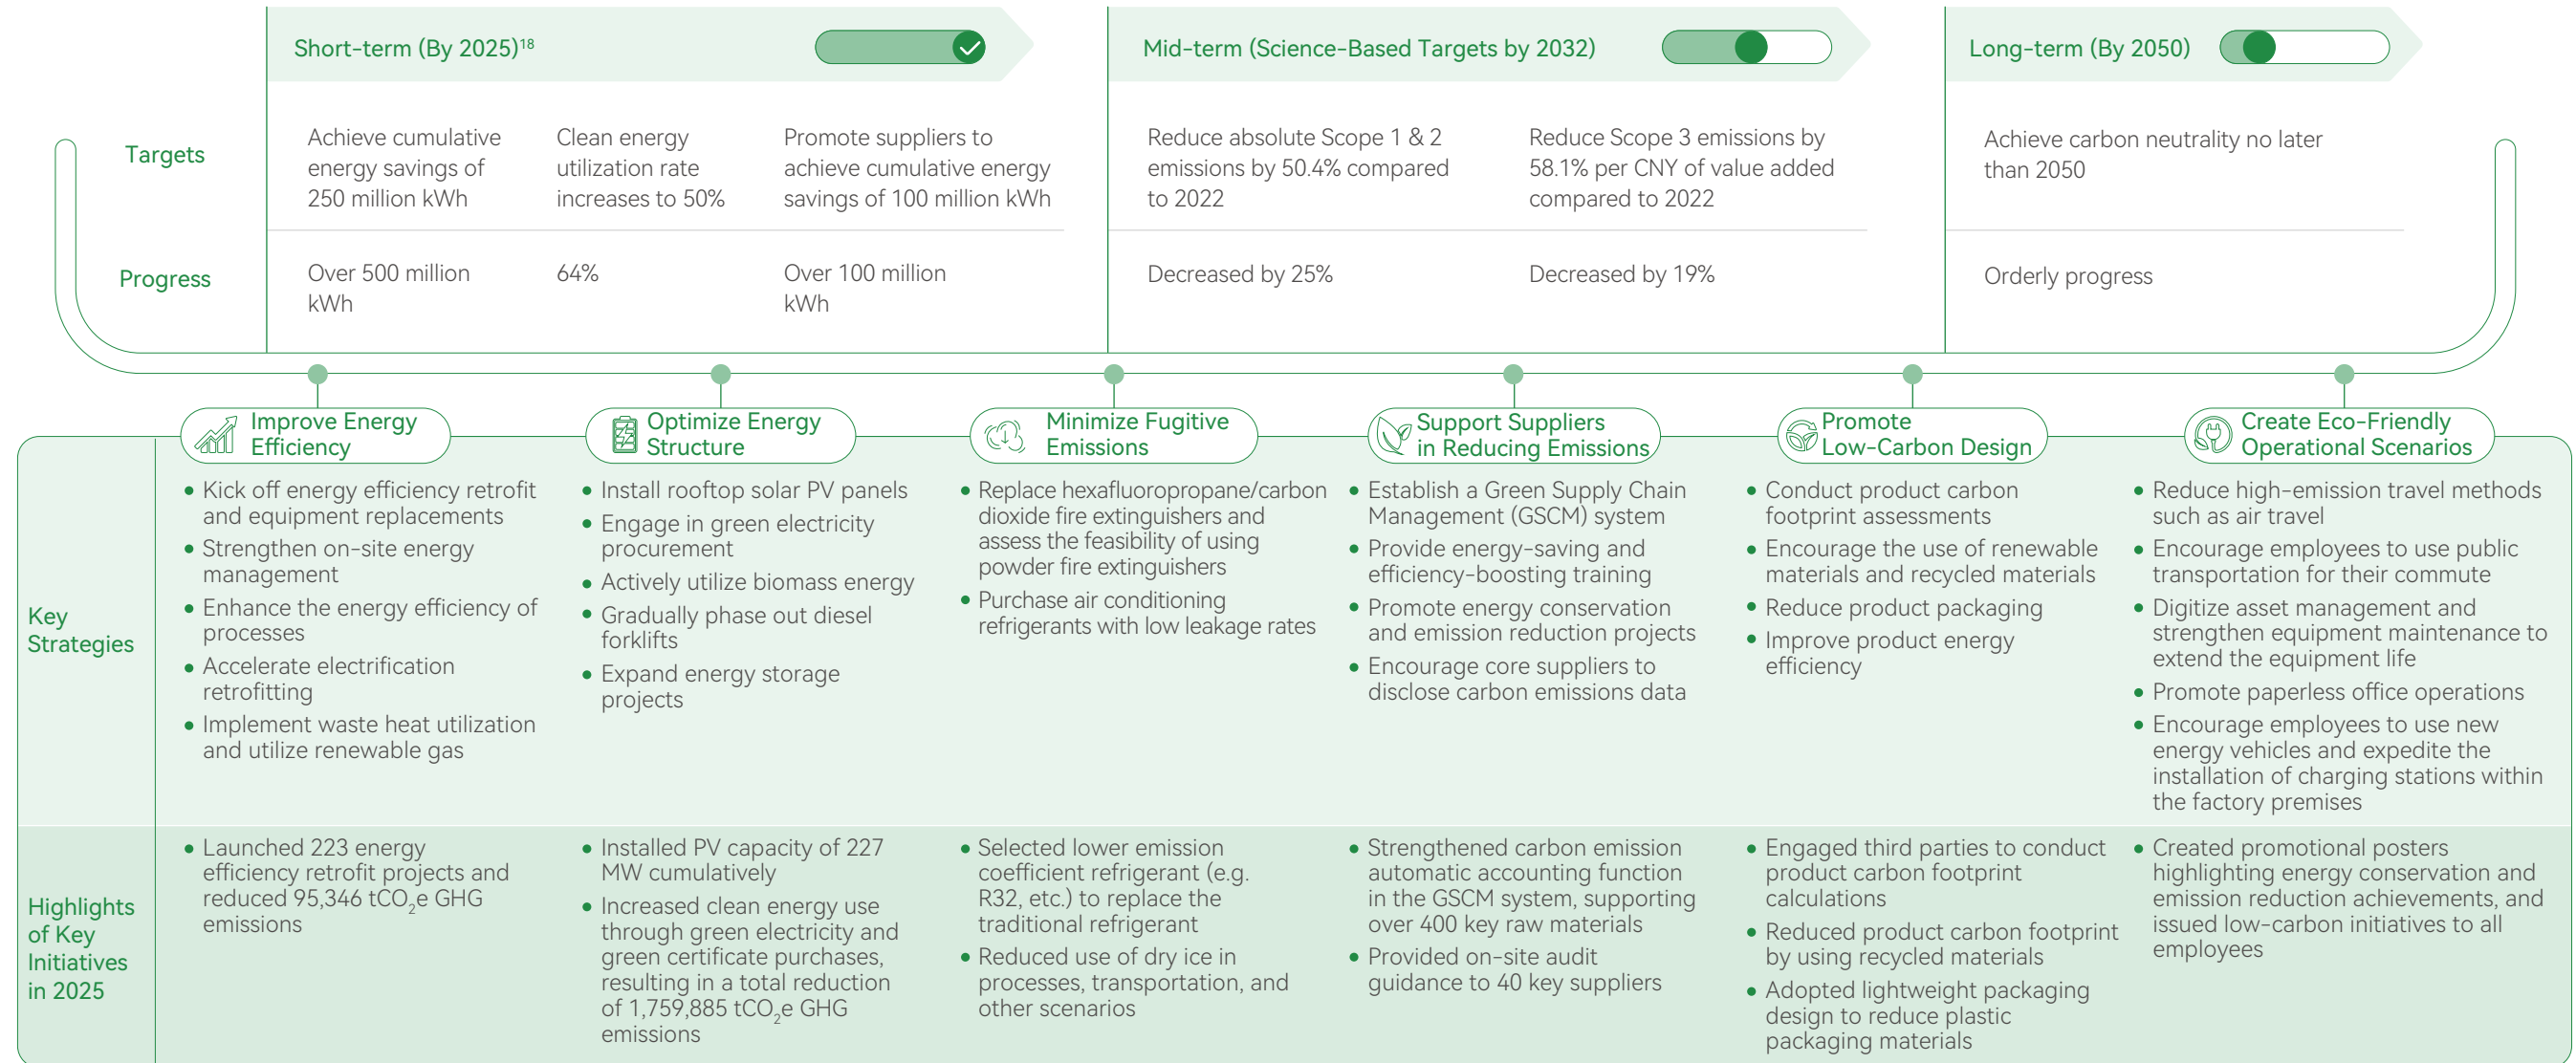 Short-term (By 2025)18
Mid-term (Science-Based Targets by 2032)
Long-term (By 2050)
Targets
Achieve cumulative
energy savings of
250 million kWh
Clean energy
utilization rate
increases to 50%
Promote suppliers to
achieve cumulative energy
savings of 100 million kWh
Reduce absolute Scope 1 & 2
emissions by 50.4% compared
to 2022
Reduce Scope 3 emissions by
58.1% per CNY of value added
compared to 2022
Achieve carbon neutrality no later
than 2050
Progress
Over 500 million
kWh
64%
Over 100 million
kWh
Decreased by 25%
Decreased by 19%
Orderly progress
Improve Energy
Efficiency
Optimize Energy
Structure
Minimize Fugitive
Emissions
Support Suppliers
in Reducing Emissions
Promote
Low-Carbon Design
Create Eco-Friendly
Operational Scenarios
Key
Strategies
• Kick off energy efficiency retrofit
and equipment replacements
• Strengthen on-site energy
management
• Enhance the energy efficiency of
processes
• Accelerate electrification
retrofitting
• Implement waste heat utilization
and utilize renewable gas
• Install rooftop solar PV panels
• Engage in green electricity
procurement
• Actively utilize biomass energy
• Gradually phase out diesel
forklifts
• Expand energy storage
projects
• Replace hexafluoropropane/carbon
dioxide fire extinguishers and
assess the feasibility of using
powder fire extinguishers
• Purchase air conditioning
refrigerants with low leakage rates
• Establish a Green Supply Chain
Management (GSCM) system
• Provide energy-saving and
efficiency-boosting training
• Promote energy conservation
and emission reduction projects
• Encourage core suppliers to
disclose carbon emissions data
• Conduct product carbon
footprint assessments
• Encourage the use of renewable
materials and recycled materials
• Reduce product packaging
• Improve product energy
efficiency
• Reduce high-emission travel methods
such as air travel
• Encourage employees to use public
transportation for their commute
• Digitize asset management and
strengthen equipment maintenance to
extend the equipment life
• Promote paperless office operations
• Encourage employees to use new
energy vehicles and expedite the
installation of charging stations within
the factory premises
Highlights
of Key
Initiatives
in 2025
• Launched 223 energy
efficiency retrofit projects and
reduced 95,346 tCO2e GHG
emissions
• Installed PV capacity of 227
MW cumulatively
• Increased clean energy use
through green electricity and
green certificate purchases,
resulting in a total reduction
of 1,759,885 tCO2e GHG
emissions
• Selected lower emission
coefficient refrigerant (e.g.
R32, etc.) to replace the
traditional refrigerant
• Reduced use of dry ice in
processes, transportation, and
other scenarios
• Strengthened carbon emission
automatic accounting function
in the GSCM system, supporting
over 400 key raw materials
• Provided on-site audit
guidance to 40 key suppliers
• Engaged third parties to conduct
product carbon footprint
calculations
• Reduced product carbon footprint
by using recycled materials
• Adopted lightweight packaging
design to reduce plastic
packaging materials
• Created promotional posters
highlighting energy conservation and
emission reduction achievements, and
issued low-carbon initiatives to all
employees